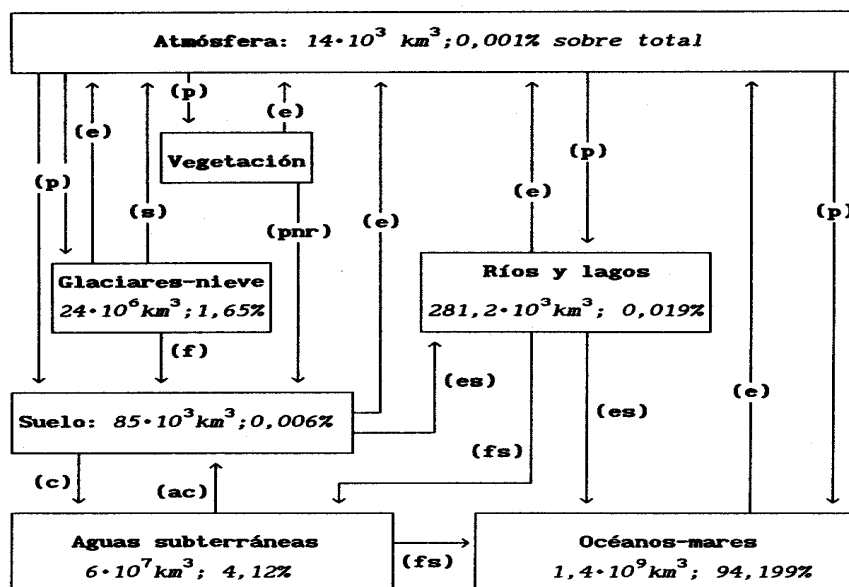 Atmósfera: 14·10³ km³;0,001% sobre total
(p)
(e)
(e)
Vegetación
(p)
(p)
(s)
(e)
(e)
(p)
(pnr)
Glaciares-nieve
24·10⁶km³;1,65%
Ríos y lagos
281,2·10³km³; 0,019%
(f)
(es)
(e)
(es)
Suelo: 85·10³km³;0,006%
(fs)
(c)
(ac)
Aguas subterráneas
6·10⁷km³; 4,12%
(fs)
Océanos-mares
1,4·10⁹km³; 94,199%